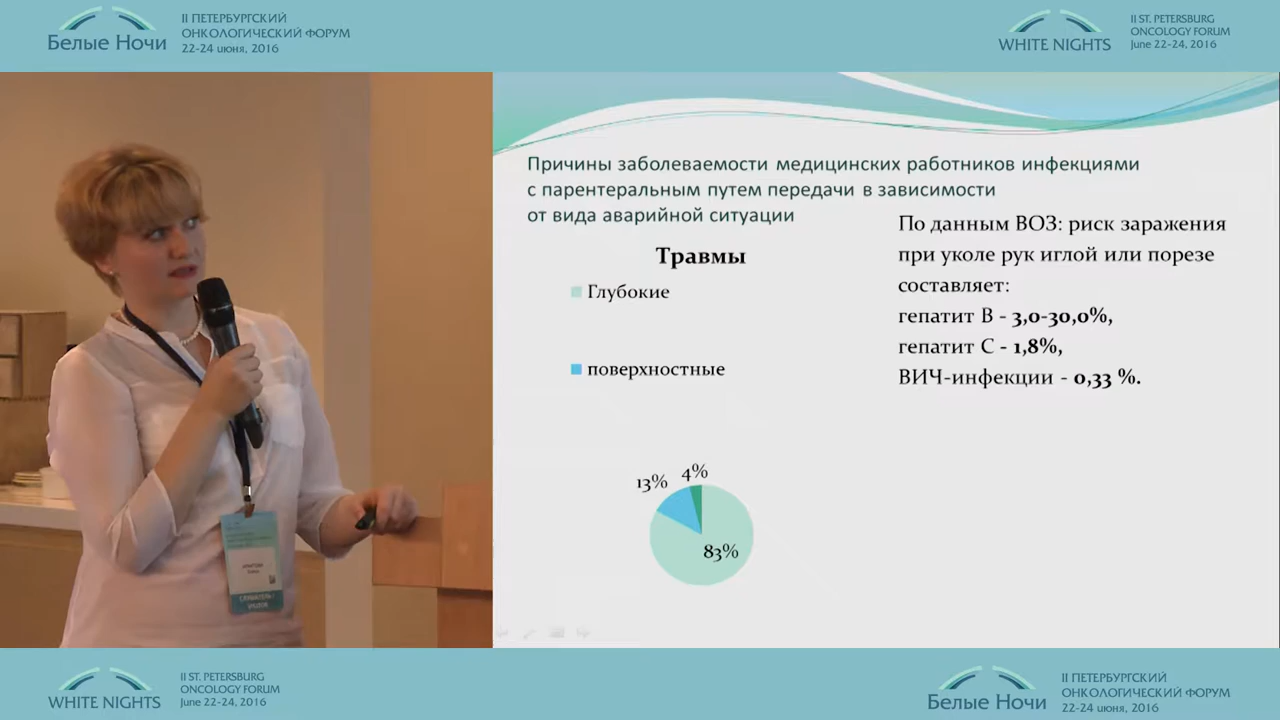 Белые Ночи
II ПЕТЕРБУРГСКИЙ
ОНКОЛОГИЧЕСКИЙ ФОРУМ
22-24 июня, 2016
WHITE NIGHTS
II ST. PETERSBURG
ONCOLOGY FORUM
June 22-24, 2016
Причины заболеваемости медицинских работников инфекциями
с парентеральным путем передачи в зависимости
от вида аварийной ситуации
Травмы
Глубокие
поверхностные
13%
4%
83%
По данным ВОЗ: риск заражения
при уколе рук иглой или порезе
составляет:
гепатит В - 3,0-30,0%,
гепатит С - 1,8%,
ВИЧ-инфекции - 0,33 %.
WHITE NIGHTS
II ST. PETERSBURG
ONCOLOGY FORUM
June 22-24, 2016
Белые Ночи
II ПЕТЕРБУРГСКИЙ
ОНКОЛОГИЧЕСКИЙ ФОРУМ
22-24 июня, 2016